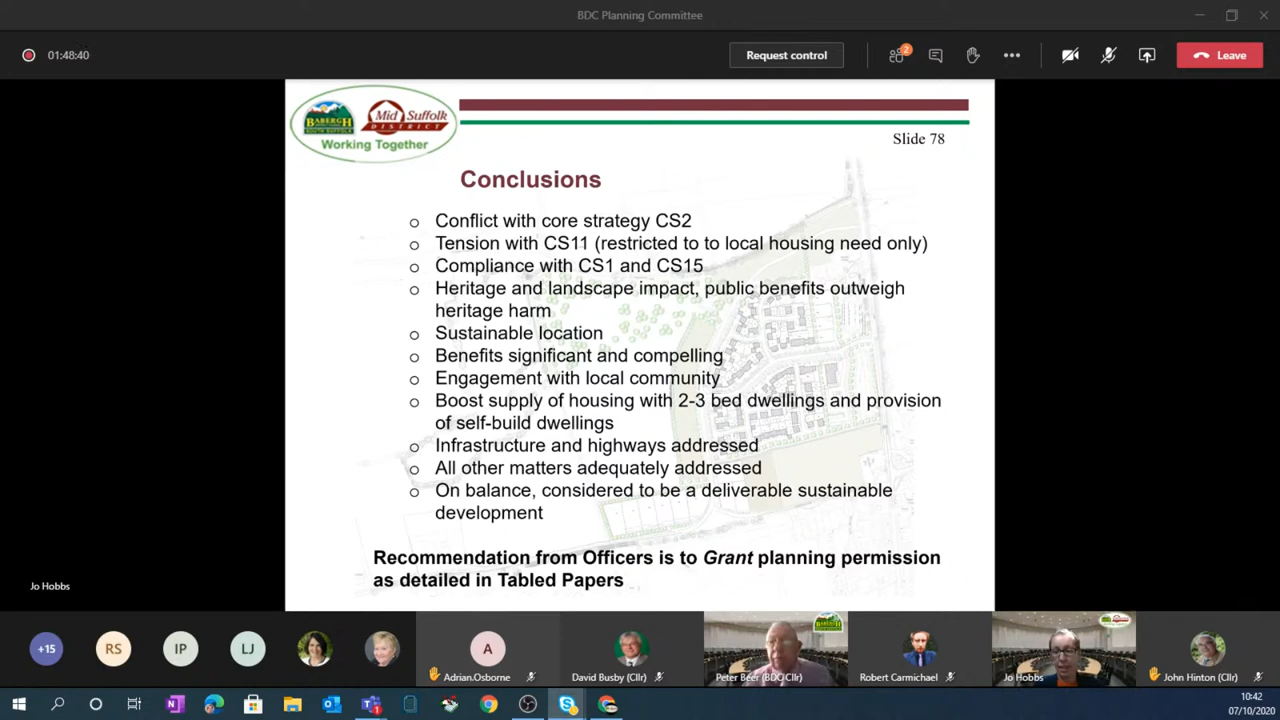 BDC Planning Committee
01:48:40
Request control
2
Leave
BABERGH
SOUTH SUFFOLK
Mid Suffolk
DISTRICT
Working Together
Slide 78
Conclusions
o Conflict with core strategy CS2
o Tension with CS11 (restricted to to local housing need only)
o Compliance with CS1 and CS15
o Heritage and landscape impact, public benefits outweigh
heritage harm
o Sustainable location
o Benefits significant and compelling
o Engagement with local community
o Boost supply of housing with 2-3 bed dwellings and provision
of self-build dwellings
o Infrastructure and highways addressed
o All other matters adequately addressed
o On balance, considered to be a deliverable sustainable
development
Recommendation from Officers is to Grant planning permission
as detailed in Tabled Papers
Jo Hobbs
+15
RS
IP
LJ
A
Adrian.Osborne
David Busby (Cllr)
Peter Beer (BDC/Cllr)
Robert Carmichael
Jo Hobbs
John Hinton (Cllr)
10:42
07/10/2020